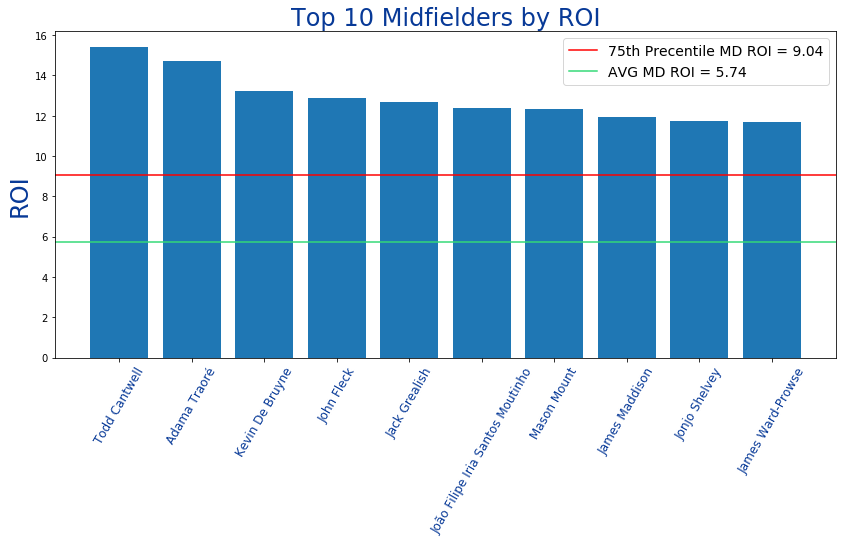 Top 10 Midfielders by ROI
75th Precentile MD ROI = 9.04
AVG MD ROI = 5.74
ROI
16
14
12
10
8
6
4
2
0
Todd Cantwell
Adama Traoré
Kevin De Bruyne
John Fleck
Jack Grealish
João Filipe Iria Santos Moutinho
Mason Mount
James Maddison
Jonjo Shelvey
James Ward-Prowse